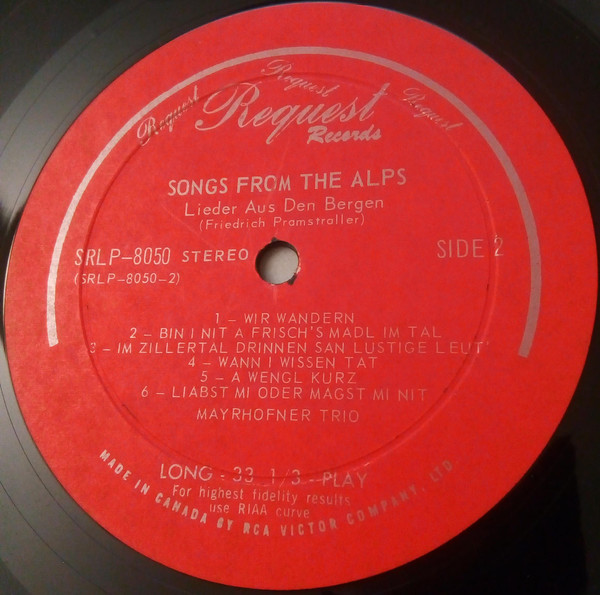 Request Request Request
Request
Records
SONGS FROM THE ALPS
Lieder Aus Den Bergen
(Friedrich Pramstraller)
SRLP-8050 STEREO SIDE 2
(SRLP-8050-2)
1 - WIR WANDERN
2 - BIN I NIT A FRISCH'S MADL IM TAL
3 - IM ZILLERTAL DRINNEN SAN LUSTIGE LEUT'
4 - WANN I WISSEN TÄT
5 - A WENGL KURZ
6 - LIABST MI ODER MAGST MI NIT
MAYRHOFNER TRIO
LONG - 33 1/3 - PLAY
For highest fidelity results
use RIAA curve
MADE IN CANADA BY RCA VICTOR COMPANY, LTD